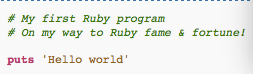 # My first Ruby program
# On my way to Ruby fame & fortune!
puts 'Hello world'